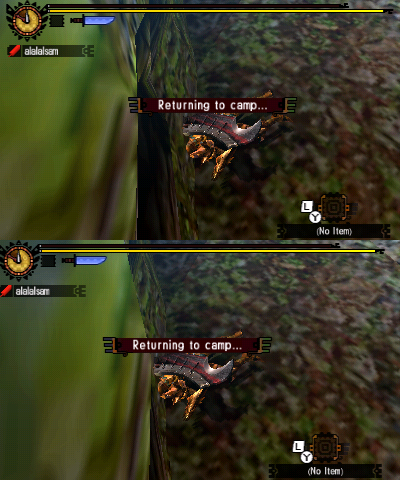 alalalsam
Returning to camp...
L
Y
(No Item)
alalalsam
Returning to camp...
L
Y
(No Item)